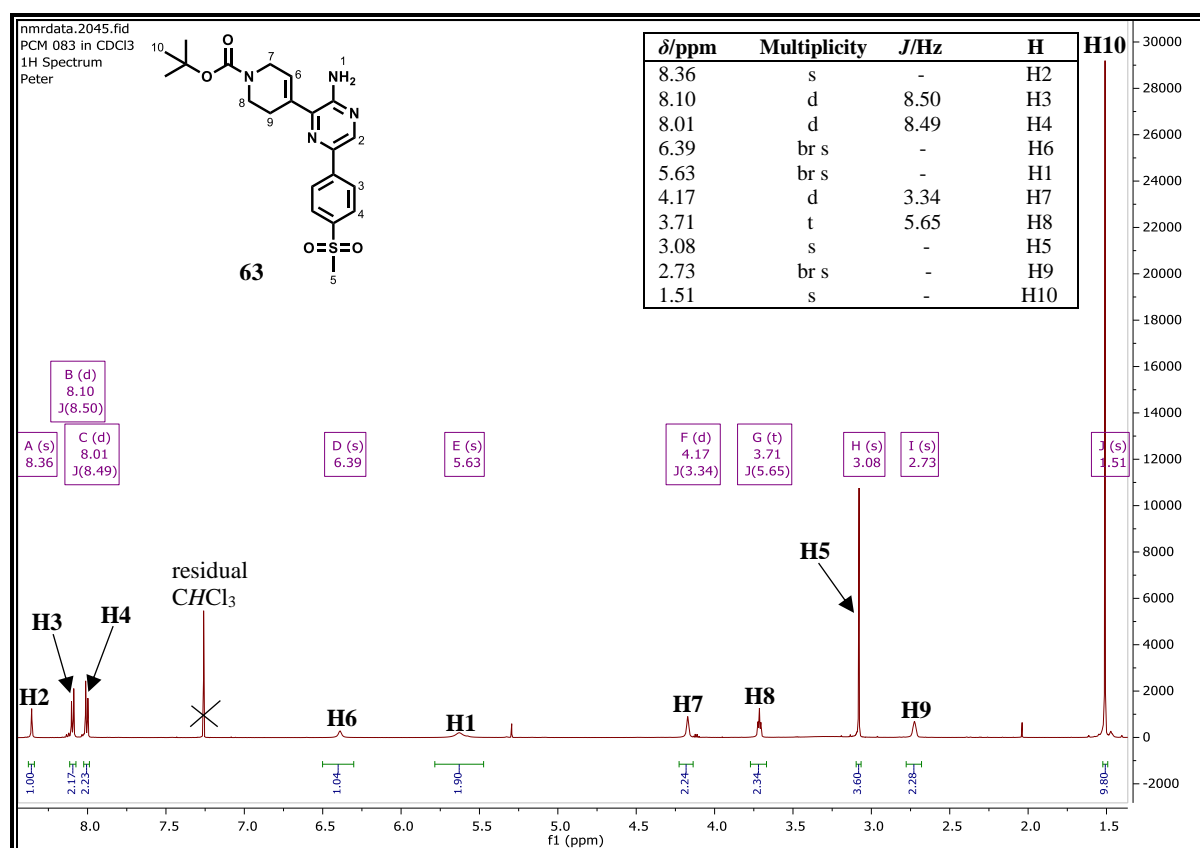 nmrdata.2045.fid
PCM 083 in CDCl3
1H Spectrum
Peter
10
O
O
N
7
6
8
9
1
NH₂
N
N
2
3
4
O
S
O
5
63
δ/ppm Multiplicity J/Hz H
8.36 s - H2
8.10 d 8.50 H3
8.01 d 8.49 H4
6.39 br s - H6
5.63 br s - H1
4.17 d 3.34 H7
3.71 t 5.65 H8
3.08 s - H5
2.73 br s - H9
1.51 s - H10
H10
B (d)
8.10
J(8.50)
A (s)
8.36
C (d)
8.01
J(8.49)
D (s)
6.39
E (s)
5.63
F (d)
4.17
J(3.34)
G (t)
3.71
J(5.65)
H (s)
3.08
I (s)
2.73
J (s)
1.51
residual
CHCl₃
H3
H4
H2
H6
H1
H7
H8
H5
H9
1.00
2.17
2.23
1.04
1.90
2.24
2.34
3.60
2.28
9.80
8.0 7.5 7.0 6.5 6.0 5.5 5.0 4.5 4.0 3.5 3.0 2.5 2.0 1.5
f1 (ppm)
30000
28000
26000
24000
22000
20000
18000
16000
14000
12000
10000
8000
6000
4000
2000
0
-2000